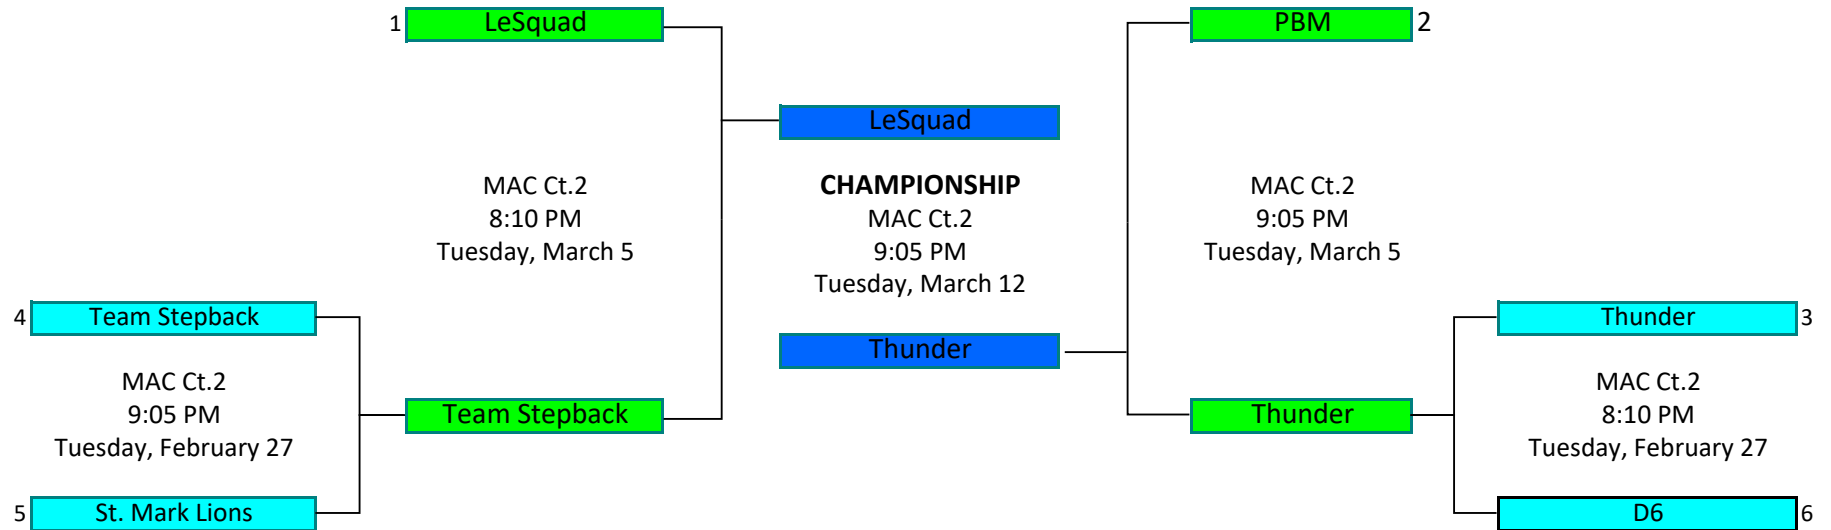 1
LeSquad
PBM
2
LeSquad
MAC Ct.2
8:10 PM
Tuesday, March 5
CHAMPIONSHIP
MAC Ct.2
9:05 PM
Tuesday, March 12
MAC Ct.2
9:05 PM
Tuesday, March 5
4
Team Stepback
Thunder
Thunder
3
MAC Ct.2
9:05 PM
Tuesday, February 27
Team Stepback
Thunder
MAC Ct.2
8:10 PM
Tuesday, February 27
5
St. Mark Lions
D6
6